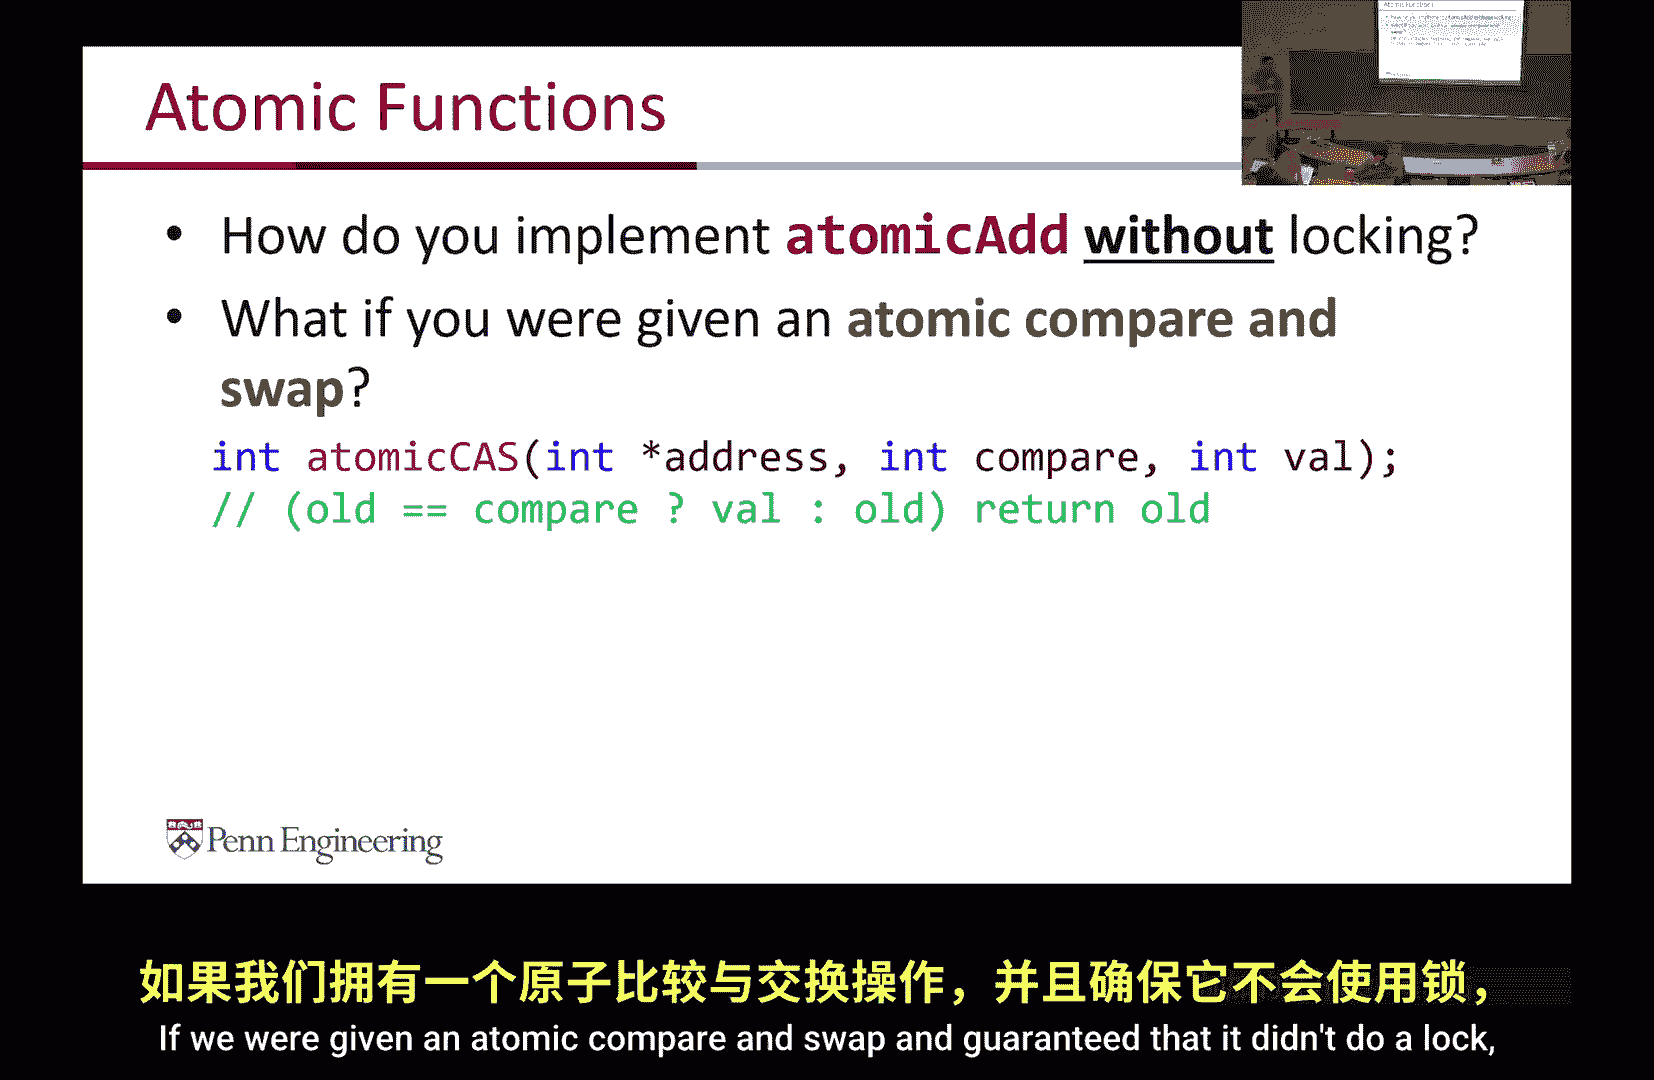 Atomic Functions
• How do you implement atomicAdd without locking?
• What if you were given an atomic compare and
swap?
int atomicCAS(int *address, int compare, int val);
// (old == compare ? val : old) return old
Penn Engineering
如果我们拥有一个原子比较与交换操作，并且确保它不会使用锁，
If we were given an atomic compare and swap and guaranteed that it didn't do a lock,